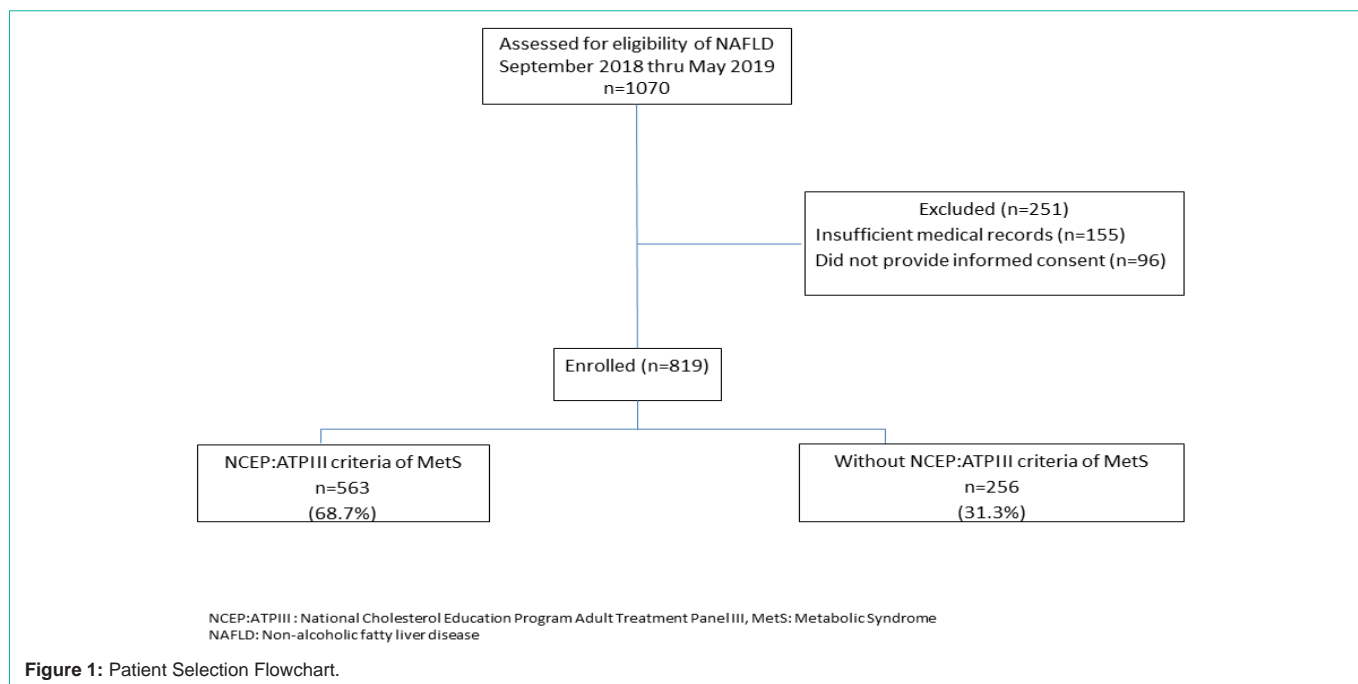 Assessed for eligibility of NAFLD
September 2018 thru May 2019
n=1070
Excluded (n=251)
Insufficient medical records (n=155)
Did not provide informed consent (n=96)
Enrolled (n=819)
NCEP:ATPIII criteria of MetS
n=563
(68.7%)
Without NCEP:ATPIII criteria of MetS
n=256
(31.3%)
NCEP:ATPIII : National Cholesterol Education Program Adult Treatment Panel III, MetS: Metabolic Syndrome
NAFLD: Non-alcoholic fatty liver disease
Figure 1: Patient Selection Flowchart.